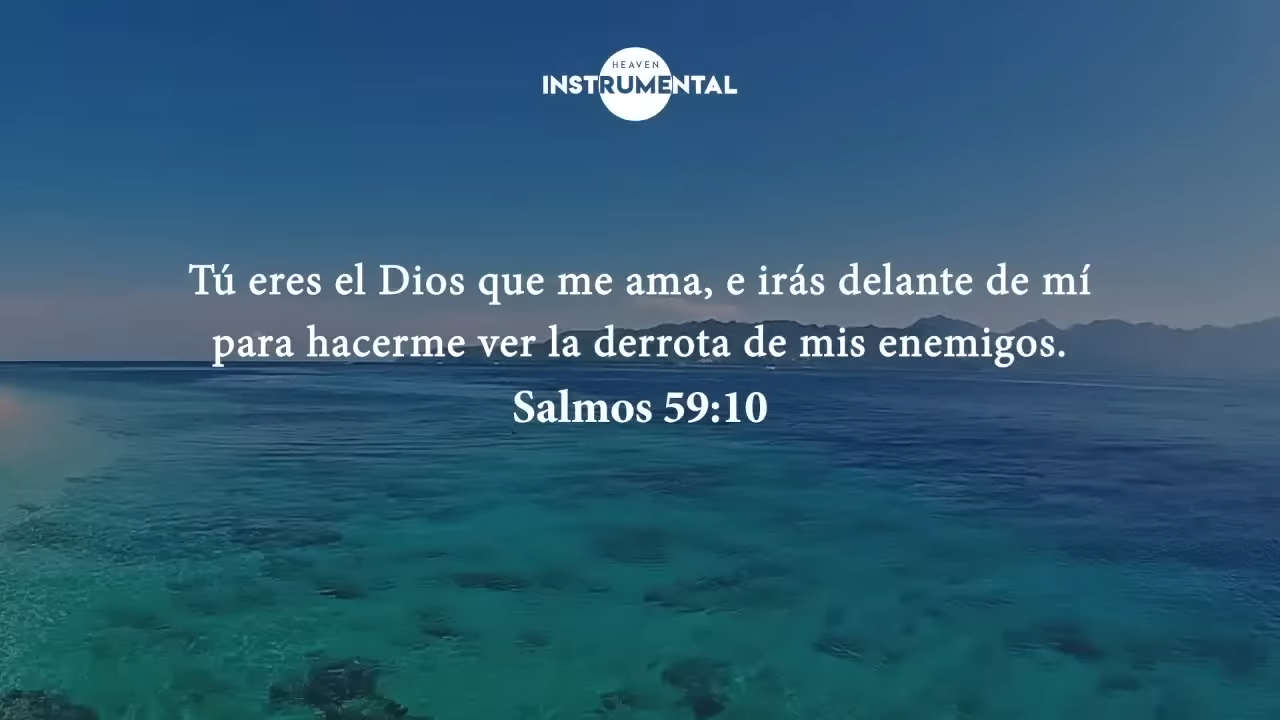 HEAVEN
INSTRUMENTAL
Tú eres el Dios que me ama, e irás delante de mí
para hacerme ver la derrota de mis enemigos.
Salmos 59:10